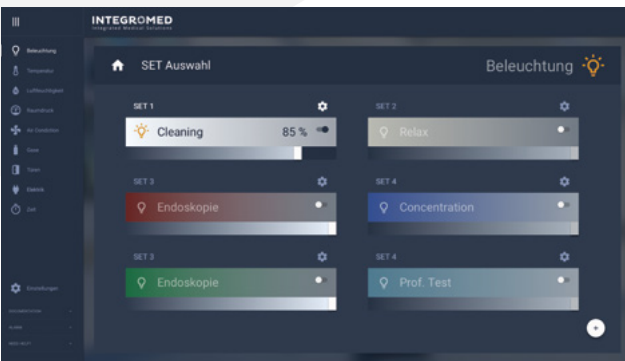 INTEGROMED
Integrated Medical Solutions
Beleuchtung
Temperatur
Luftfeuchtigkeit
Raumdruck
Air Condition
Gase
Türen
Elektrik
Zeit
Einstellungen
SET Auswahl
Beleuchtung
SET 1
Cleaning
85 %
SET 2
Relax
SET 3
Endoskopie
SET 4
Concentration
SET 3
Endoskopie
SET 4
Prof. Test